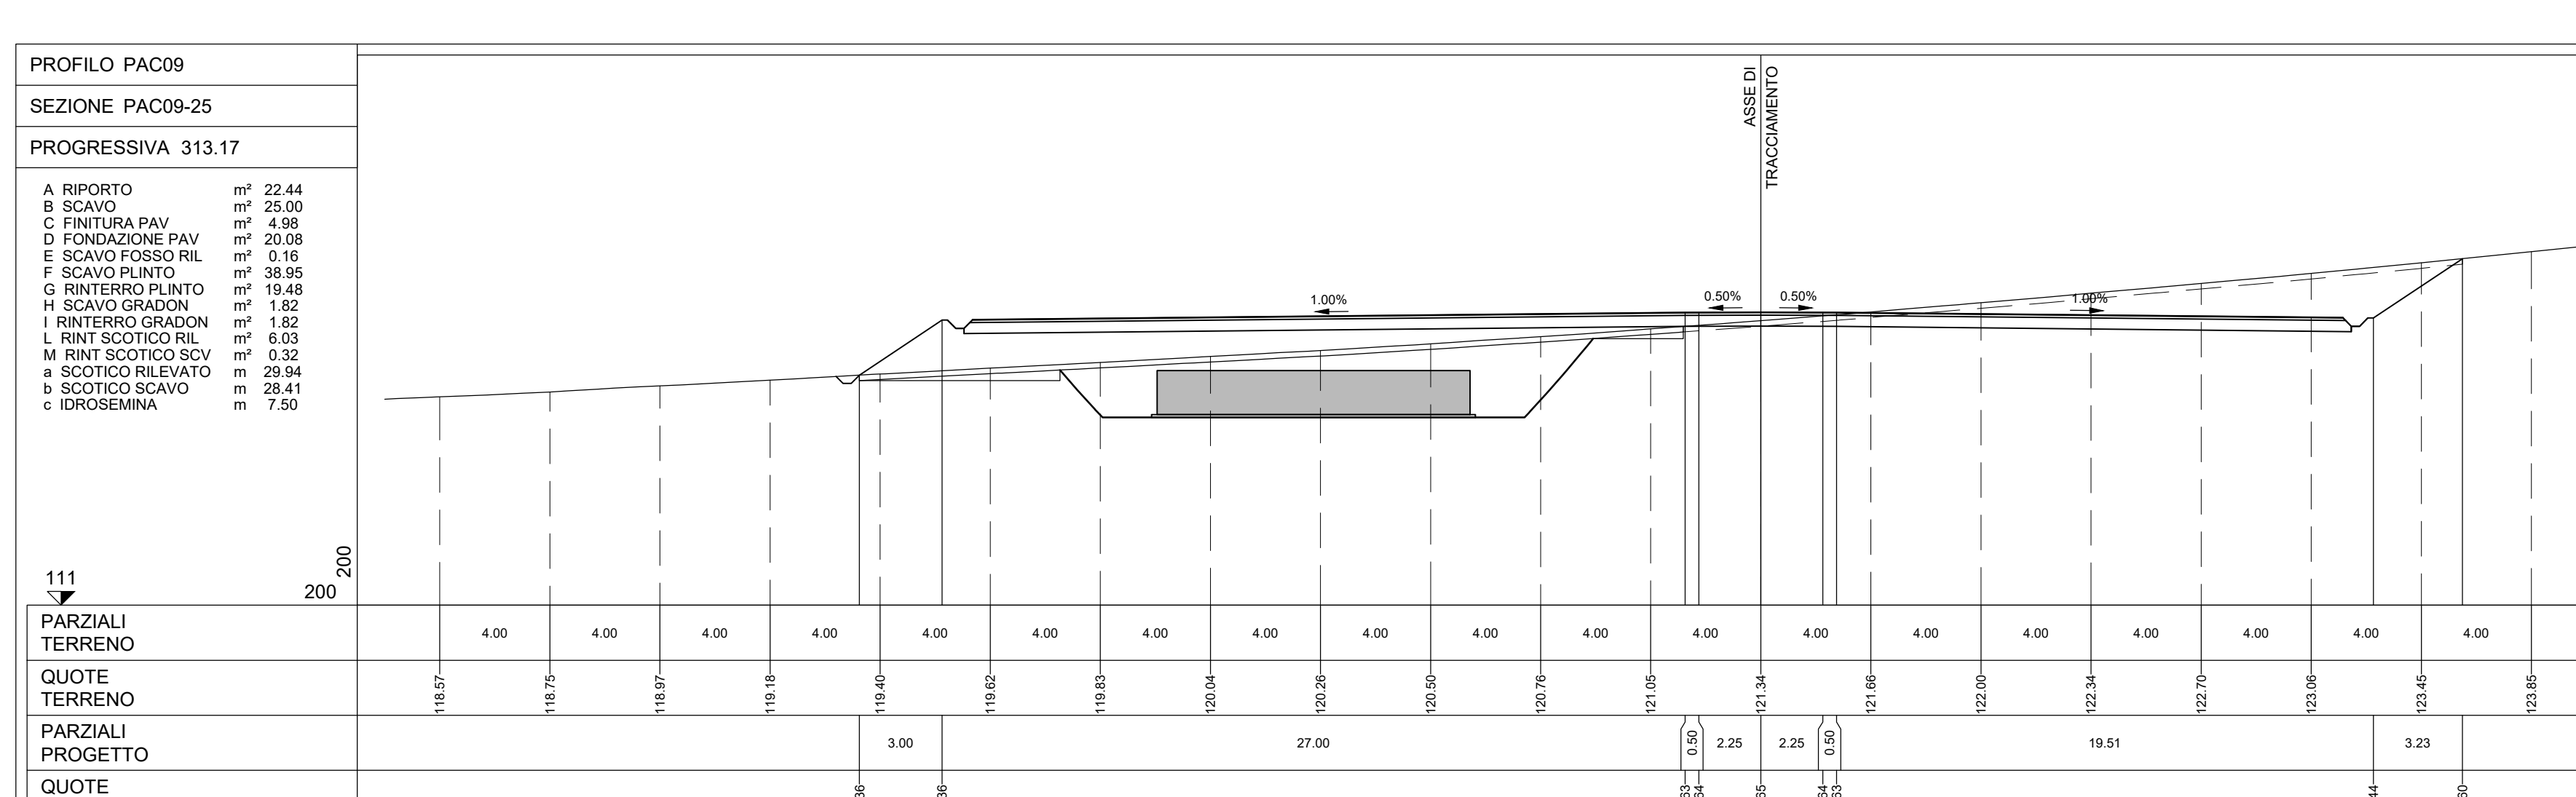 PROFILO PAC09
SEZIONE PAC09-25
PROGRESSIVA 313.17
A RIPORTO m² 22.44
B SCAVO m² 25.00
C FINITURA PAV m² 4.98
D FONDAZIONE PAV m² 20.08
E SCAVO FOSSO RIL m² 0.16
F SCAVO PLINTO m² 38.95
G RINTERRO PLINTO m² 19.48
H SCAVO GRADON m² 1.82
I RINTERRO GRADON m² 1.82
L RINT SCOTICO RIL m² 6.03
M RINT SCOTICO SCV m² 0.32
a SCOTICO RILEVATO m 29.94
b SCOTICO SCAVO m 28.41
c IDROSEMINA m 7.50
ASSE DI
TRACCIAMENTO
1.00% 0.50% 0.50% 1.00%
111
200
200
PARZIALI
TERRENO
4.00 4.00 4.00 4.00 4.00 4.00 4.00 4.00 4.00 4.00 4.00 4.00 4.00 4.00 4.00 4.00 4.00 4.00 4.00
QUOTE
TERRENO
118.57 118.75 118.97 119.18 119.40 119.62 119.83 120.04 120.26 120.50 120.76 121.05 121.34 121.66 122.00 122.34 122.70 123.06 123.45 123.85
PARZIALI
PROGETTO
3.00 27.00 0.50 2.25 2.25 0.50 19.51 3.23
QUOTE
36 36 63 64 65 64 63 44 60